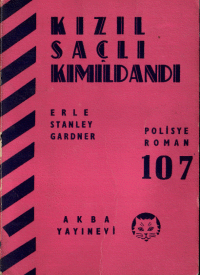 KIZIL
SAÇLI
KIMILDANDI
ERLE
STANLEY
GARDNER
POLİSYE
ROMAN
107
AKBA
YAYINEVİ